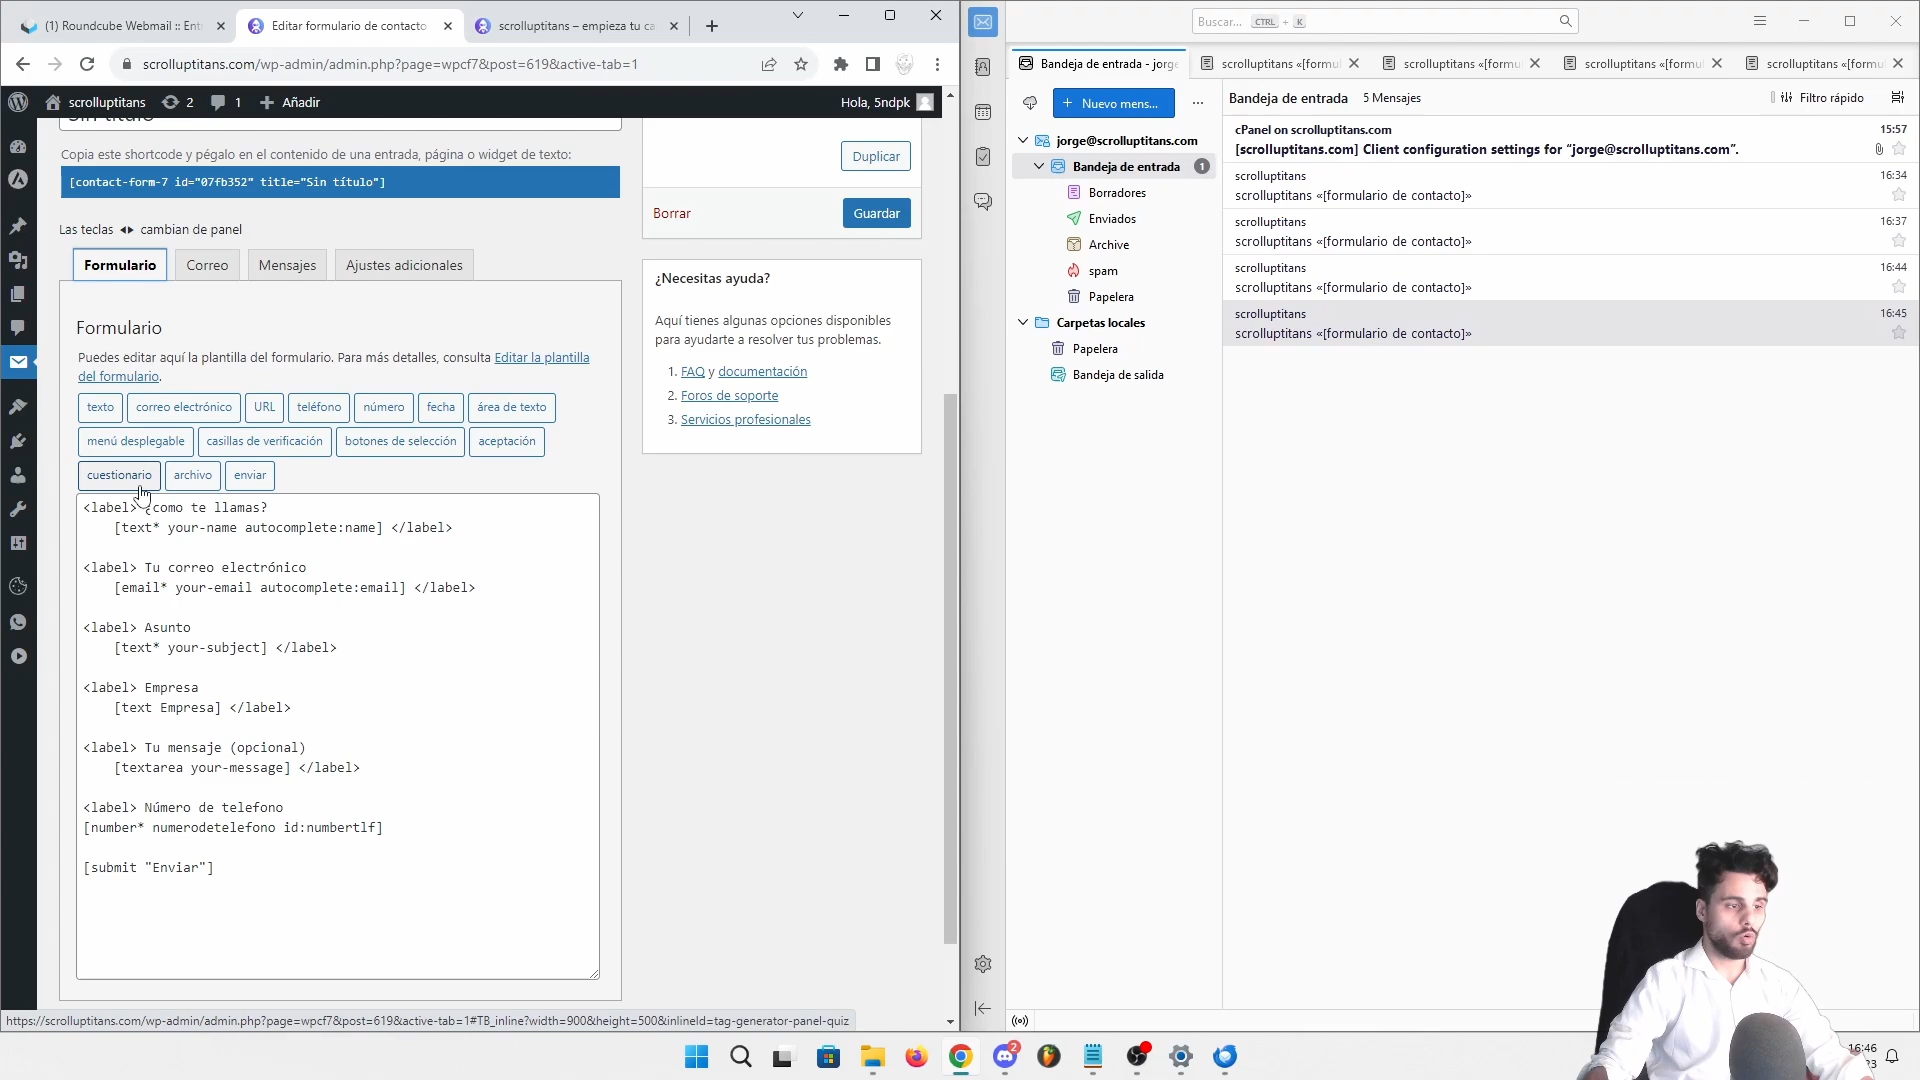 (1) Roundcube Webmail :: Ent
Editar formulario de contacto
scrolluptitans – empieza tu ca
scrolluptitans.com/wp-admin/admin.php?page=wpcf7&post=619&active-tab=1
scrolluptitans
2
1
Añadir
Hola, 5ndpk
Sin título
Copia este shortcode y pégalo en el contenido de una entrada, página o widget de texto:
[contact-form-7 id="07fb352" title="Sin título"]
Las teclas cambian de panel
Formulario
Correo
Mensajes
Ajustes adicionales
Formulario
Puedes editar aquí la plantilla del formulario. Para más detalles, consulta Editar la plantilla
del formulario.
texto
correo electrónico
URL
teléfono
número
fecha
área de texto
menú desplegable
casillas de verificación
botones de selección
aceptación
cuestionario
archivo
enviar
<label> ¿como te llamas?
[text* your-name autocomplete:name] </label>
<label> Tu correo electrónico
[email* your-email autocomplete:email] </label>
<label> Asunto
[text* your-subject] </label>
<label> Empresa
[text Empresa] </label>
<label> Tu mensaje (opcional)
[textarea your-message] </label>
<label> Número de telefono
[number* numerodetelefono id:numbertlf]
[submit "Enviar"]
Duplicar
Borrar
Guardar
¿Necesitas ayuda?
Aquí tienes algunas opciones disponibles
para ayudarte a resolver tus problemas.
1. FAQ y documentación
2. Foros de soporte
3. Servicios profesionales
https://scrolluptitans.com/wp-admin/admin.php?page=wpcf7&post=619&active-tab=1#TB_inline?width=900&height=500&inlineId=tag-generator-panel-quiz
Buscar... CTRL + K
Bandeja de entrada - jorge
scrolluptitans «[formul
scrolluptitans «[formu
scrolluptitans «[formu
scrolluptitans «[formu
+ Nuevo mens...
jorge@scrolluptitans.com
Bandeja de entrada 1
Borradores
Enviados
Archive
spam
Papelera
Carpetas locales
Papelera
Bandeja de salida
Bandeja de entrada 5 Mensajes
Filtro rápido
cPanel on scrolluptitans.com 15:57
[scrolluptitans.com] Client configuration settings for “jorge@scrolluptitans.com”.
scrolluptitans 16:34
scrolluptitans «[formulario de contacto]»
scrolluptitans 16:37
scrolluptitans «[formulario de contacto]»
scrolluptitans 16:44
scrolluptitans «[formulario de contacto]»
scrolluptitans 16:45
scrolluptitans «[formulario de contacto]»
2
16:46